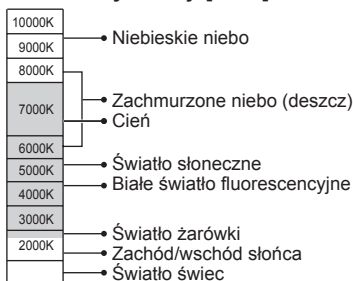 10000K
9000K
Niebieskie niebo
8000K
7000K
Zachmurzone niebo (deszcz)
Cień
6000K
5000K
Światło słoneczne
4000K
Białe światło fluorescencyjne
3000K
Światło żarówki
2000K
Zachód/wschód słońca
Światło świec